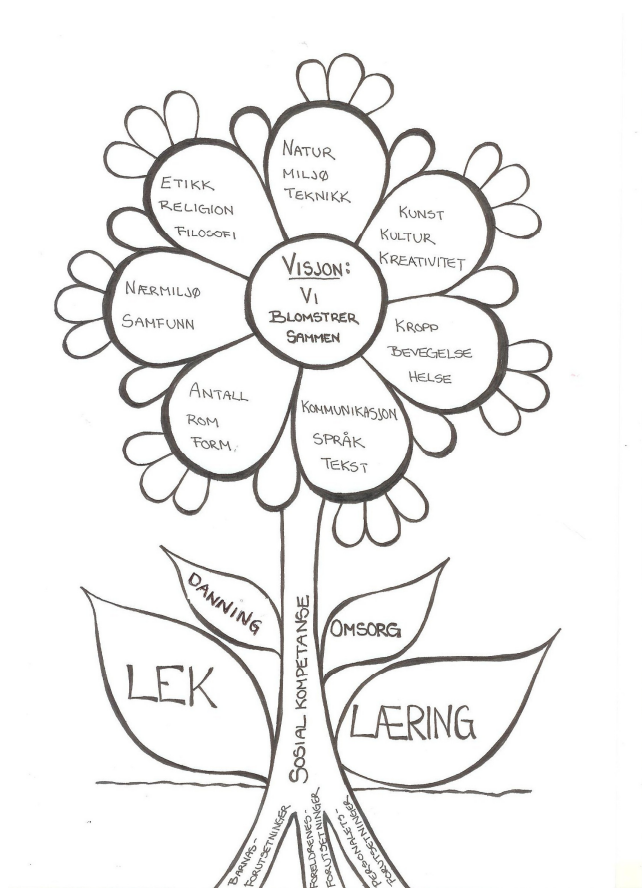 NATUR
MILJØ
TEKNIKK
ETIKK
RELIGION
FILOSOFI
KUNST
KULTUR
KREATIVITET
VISJON:
VI
BLOMSTRER
SAMMEN
NÆRMILJØ
SAMFUNN
KROPP
BEVEGELSE
HELSE
ANTALL
ROM
FORM.
KOMMUNIKASJON
SPRÅK
TEKST
DANNING
OMSORG
LEK
LÆRING
SOSIAL KOMPETANSE
BARNAS-
FORUTSETNINGER
FORELDRENES-
FORUTSETNINGER
PERSONALETS-
FORUTSETNINGER